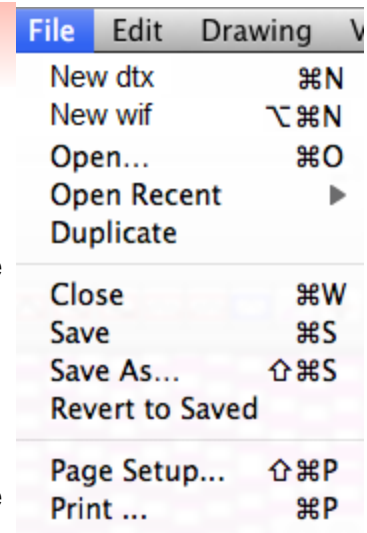 File Edit Drawing V
New dtx ⌘N
New wif ⌥⌘N
Open... ⌘O
Open Recent ▶
Duplicate
e
Close ⌘W
Save ⌘S
Save As... ⇧⌘S
Revert to Saved
Page Setup... ⇧⌘P
e
Print ... ⌘P